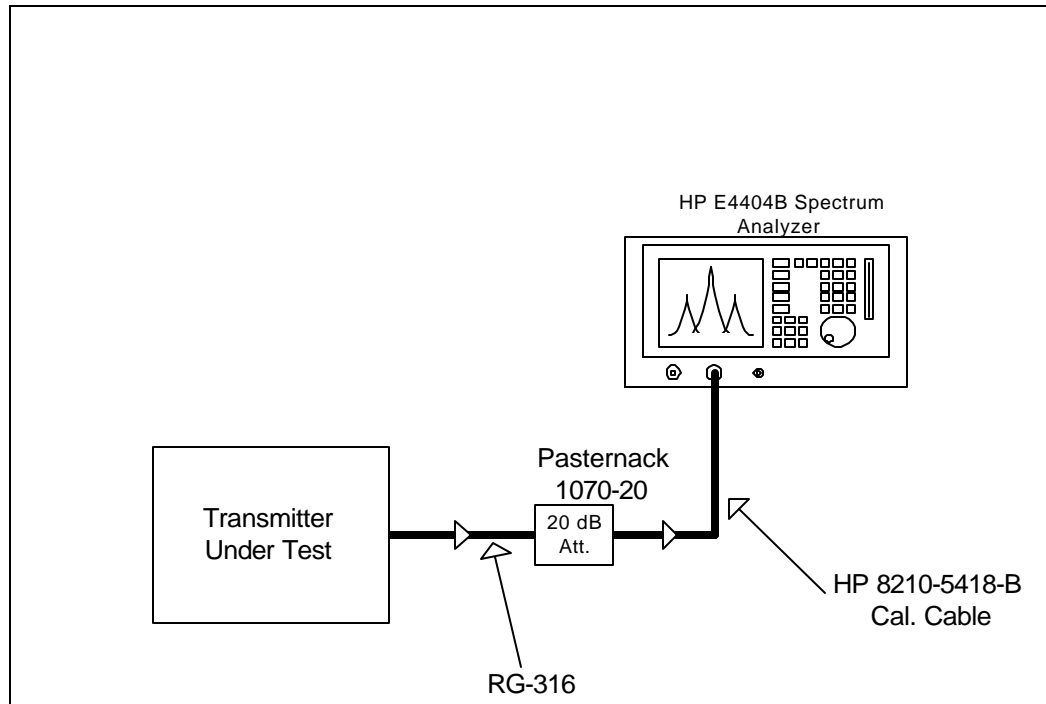 HP E4404B Spectrum
Analyzer
Pasternack
1070-20
Transmitter
Under Test
20 dB
Att.
HP 8210-5418-B
Cal. Cable
RG-316